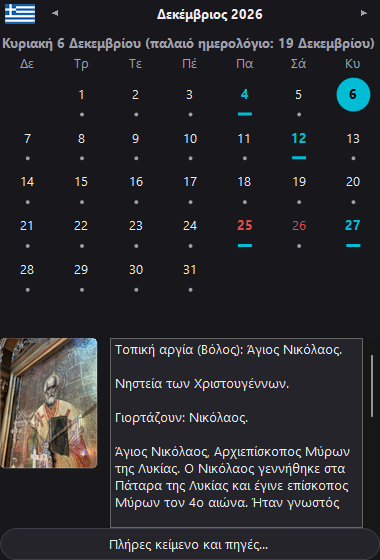 Δεκέμβριος 2026
Κυριακή 6 Δεκεμβρίου (παλαιό ημερολόγιο: 19 Δεκεμβρίου)
Δε Τρ Τε Πέ Πα Σά Κυ
1 2 3 4 5 6
7 8 9 10 11 12 13
14 15 16 17 18 19 20
21 22 23 24 25 26 27
28 29 30 31
Τοπική αργία (Βόλος): Άγιος Νικόλαος.
Νηστεία των Χριστουγέννων.
Γιορτάζουν: Νικόλαος.
Άγιος Νικόλαος, Αρχιεπίσκοπος Μύρων
της Λυκίας. Ο Νικόλαος γεννήθηκε στα
Πάταρα της Λυκίας και έγινε επίσκοπος
Μύρων τον 4ο αιώνα. Ήταν γνωστός
Πλήρες κείμενο και πηγές...